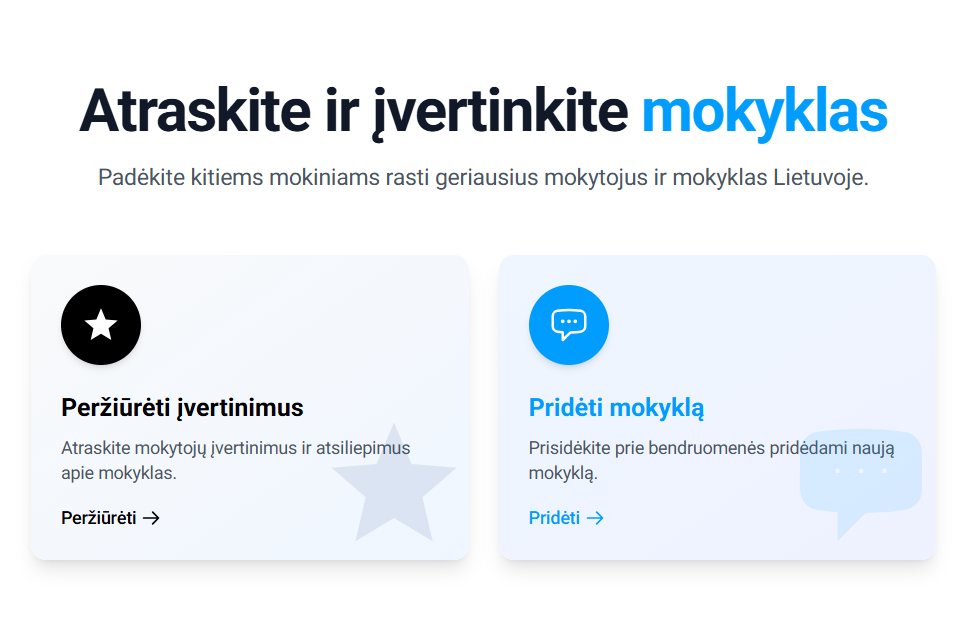 Atraskite ir įvertinkite mokyklas
Padėkite kitiems mokiniams rasti geriausius mokytojus ir mokyklas Lietuvoje.
Peržiūrėti įvertinimus
Atraskite mokytojų įvertinimus ir atsiliepimus
apie mokyklas.
Peržiūrėti →
Pridėti mokyklą
Prisidėkite prie bendruomenės pridėdami naują
mokyklą.
Pridėti →